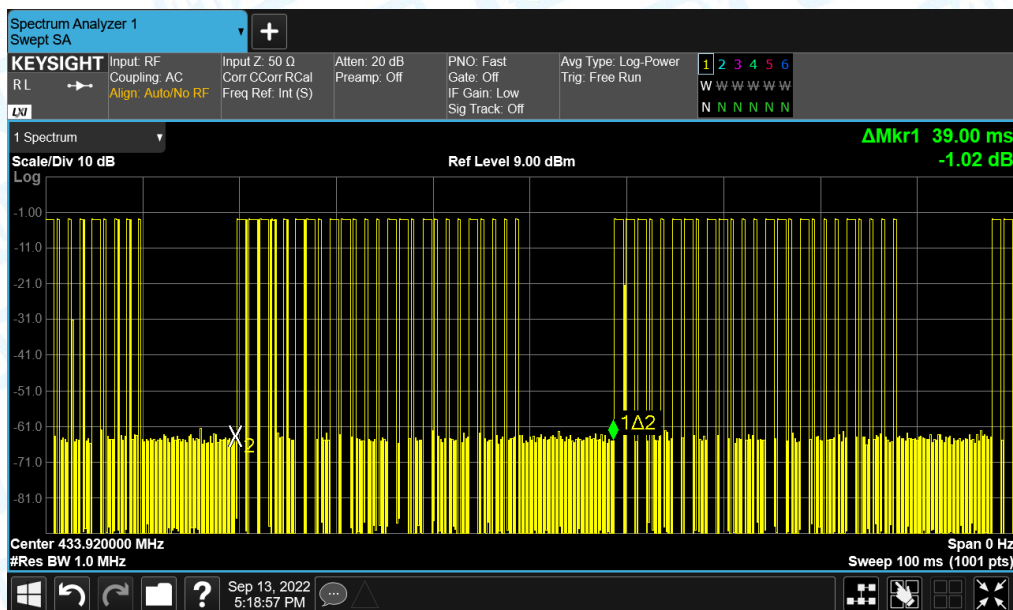 Spectrum Analyzer 1
Swept SA
+
KEYSIGHT
R L
LXI
Input: RF
Coupling: AC
Align: Auto/No RF
Input Z: 50 Ω
Corr CCorr RCal
Freq Ref: Int (S)
Atten: 20 dB
Preamp: Off
PNO: Fast
Gate: Off
IF Gain: Low
Sig Track: Off
Avg Type: Log-Power
Trig: Free Run
1 2 3 4 5 6
W W W W W W
N N N N N N
1 Spectrum
ΔMkr1 39.00 ms
-1.02 dB
Scale/Div 10 dB
Ref Level 9.00 dBm
Log
-1.00
-11.0
-21.0
-31.0
-41.0
-51.0
-61.0
-71.0
-81.0
X2
1Δ2
Center 433.920000 MHz
#Res BW 1.0 MHz
Span 0 Hz
Sweep 100 ms (1001 pts)
?
Sep 13, 2022
5:18:57 PM